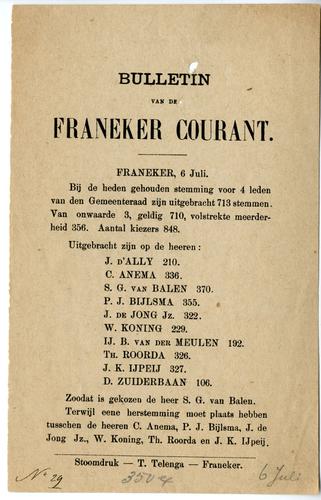 BULLETIN
VAN DE
FRANEKER COURANT.
FRANEKER, 6 Juli.
Bij de heden gehouden stemming voor 4 leden
van den Gemeenteraad zijn uitgebracht 713 stemmen.
Van onwaarde 3, geldig 710, volstrekte meerder-
heid 356. Aantal kiezers 848.
Uitgebracht zijn op de heeren:
J. D'ALLY 210.
C. ANEMA 336.
S. G. VAN BALEN 370.
P. J. BIJLSMA 355.
J. DE JONG Jz. 322.
W. KONING 229.
IJ. B. VAN DER MEULEN 192.
TH. ROORDA 326.
J. K. IJPEIJ 327.
D. ZUIDERBAAN 106.
Zoodat is gekozen de heer S. G. van Balen.
Terwijl eene herstemming moet plaats hebben
tusschen de heeren C. Anema, P. J. Bijlsma, J. de
Jong Jz., W. Koning, Th. Roorda en J. K. IJpeij.
Stoomdruk — T. Telenga — Franeker.
No 29
6 Juli